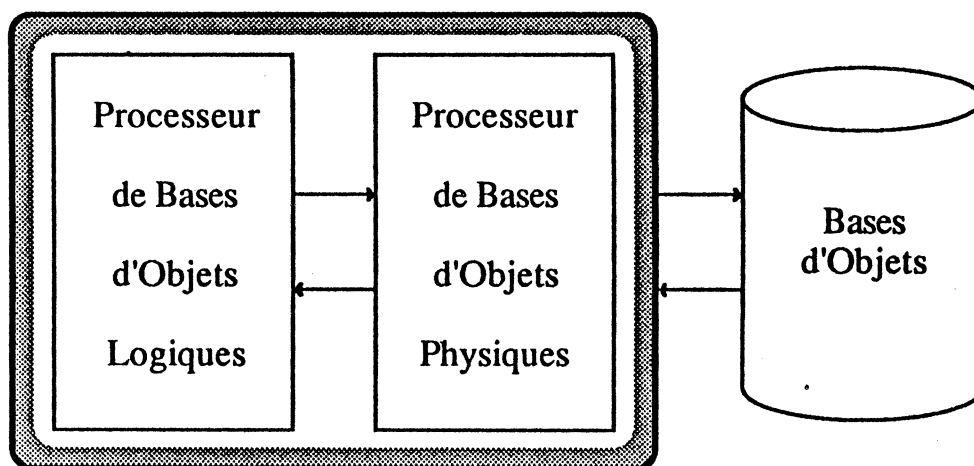 Processeur
de Bases
d'Objets
Logiques
Processeur
de Bases
d'Objets
Physiques
Bases
d'Objets